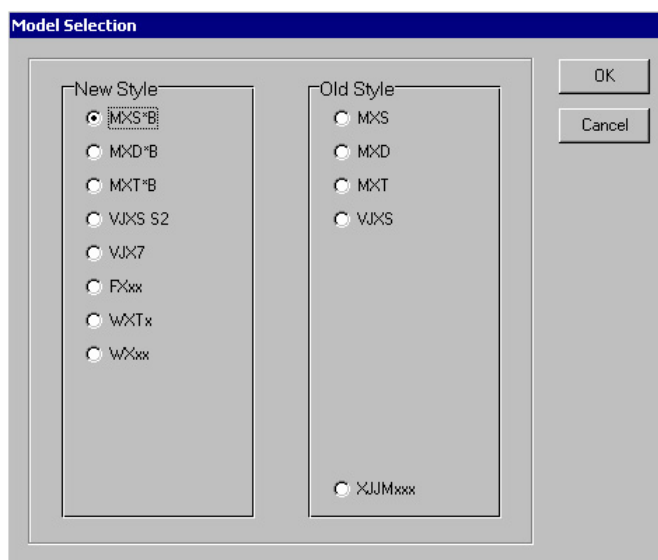 Model Selection
New Style
MXS*B
MXD*B
MXT*B
VJXS S2
VJX7
FXxx
WXTx
WXxx
Old Style
MXS
MXD
MXT
VJXS
XJJMxxx
OK
Cancel